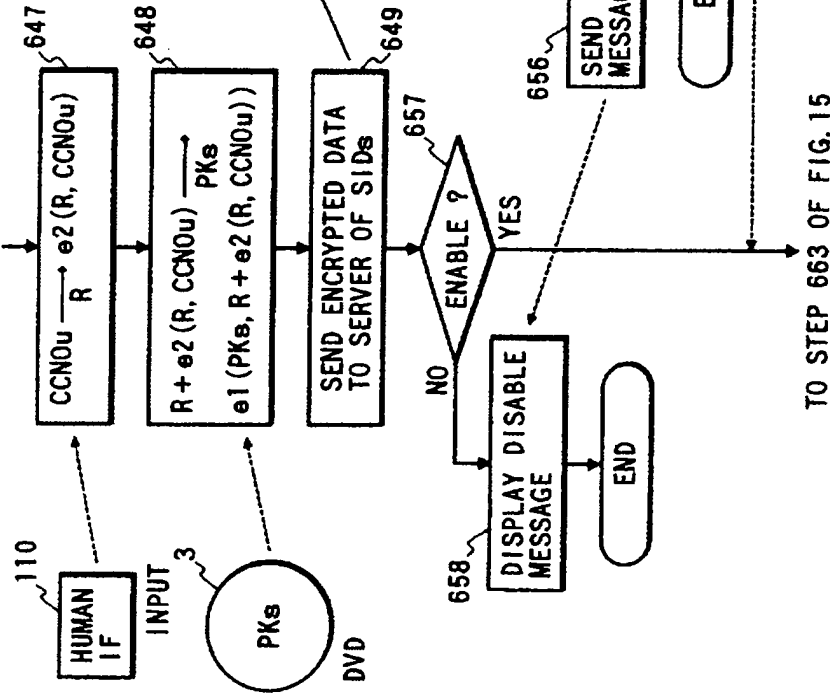 647
CCNOu → e2(R, CCNOu)
R
110
HUMAN
IF
INPUT
648
R+e2(R, CCNOu) →
PKs
e1(PKs, R+e2(R, CCNOu))
3
PKs
DVD
649
SEND ENCRYPTED DATA
TO SERVER OF SIDs
657
ENABLE ?
NO
YES
656
SEND
658
DISPLAY DISABLE
MESSAGE
END
TO STEP 663 OF FIG. 15